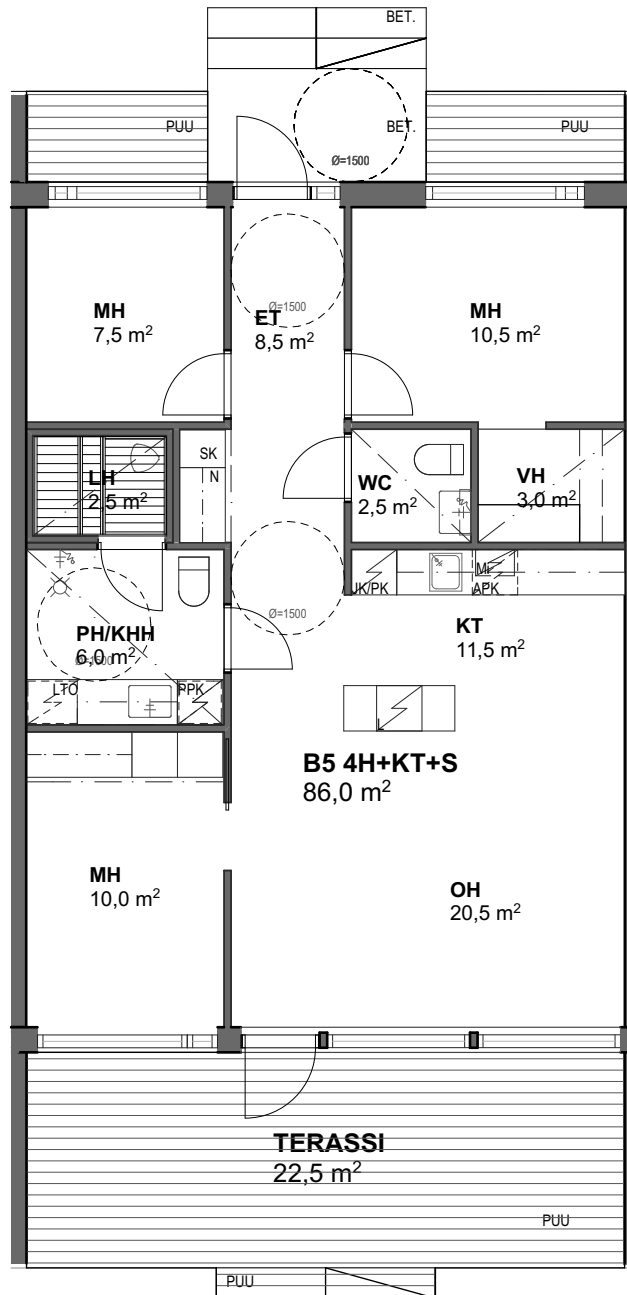 BET.
PUU
BET.
PUU
Ø=1500
MH
7,5 m²
Ø=1500
ET
8,5 m²
MH
10,5 m²
SK
N
LH
2,5 m²
WC
2,5 m²
VH
3,0 m²
JK/PK
MI
APK
Ø=1500
PH/KHH
6,0 m²
Ø=1500
KT
11,5 m²
LTO
PPK
B5 4H+KT+S
86,0 m²
MH
10,0 m²
OH
20,5 m²
TERASSI
22,5 m²
PUU
PUU